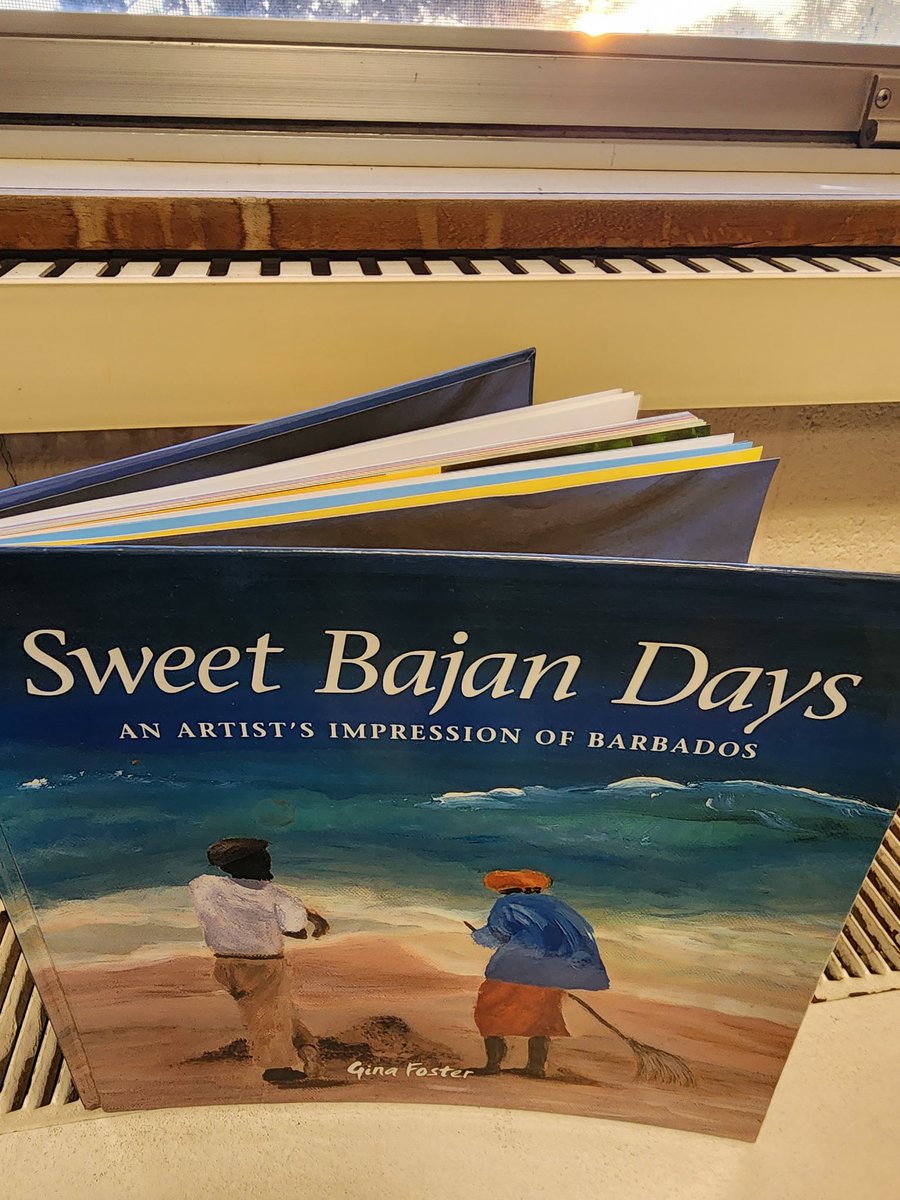 Sweet Bajan Days
AN ARTIST'S IMPRESSION OF BARBADOS
Gina Foster